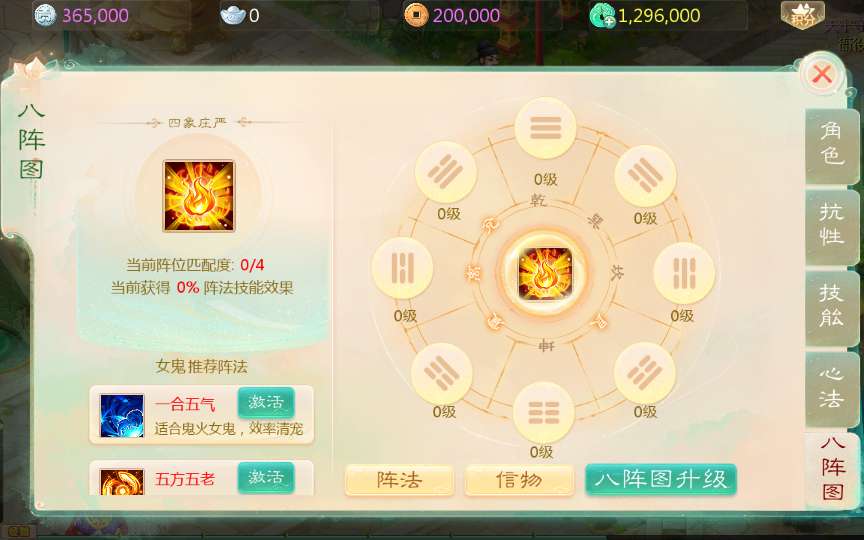 365,000
0
200,000
1,296,000
积分
八阵图
四象庄严
当前阵位匹配度: 0/4
当前获得 0% 阵法技能效果
女鬼推荐阵法
一合五气
激活
适合鬼火女鬼，效率清宠
五方五老
激活
0级
0级
0级
0级
0级
0级
0级
0级
乾
巽
坎
艮
坤
兑
阵法
信物
八阵图升级
角色
抗性
技能
心法
八阵图